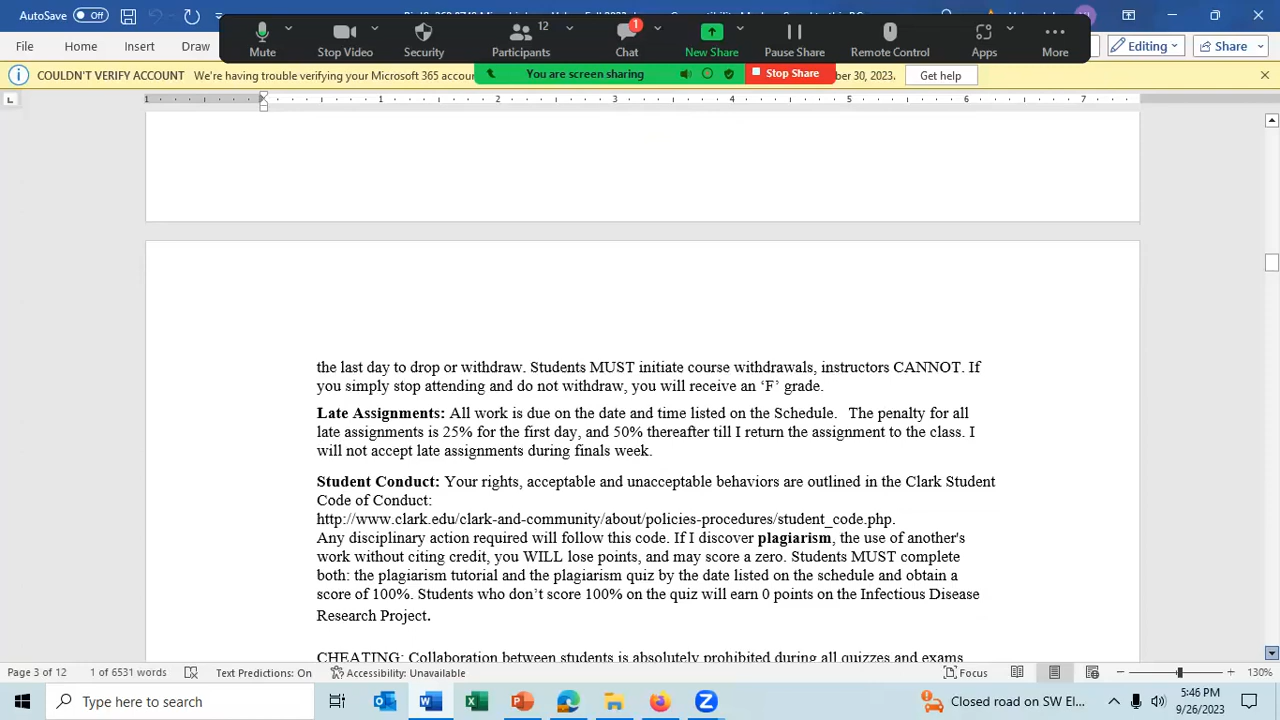 AutoSave Off
File Home Insert Draw
Mute Stop Video Security 12 Participants 1 Chat New Share Pause Share Remote Control Apps More
Editing Share
You are screen sharing Stop Share
COULDN'T VERIFY ACCOUNT We're having trouble verifying your Microsoft 365 accou
ber 30, 2023. Get help
1 1 2 3 4 5 6 7
the last day to drop or withdraw. Students MUST initiate course withdrawals, instructors CANNOT. If
you simply stop attending and do not withdraw, you will receive an ‘F’ grade.
Late Assignments: All work is due on the date and time listed on the Schedule. The penalty for all
late assignments is 25% for the first day, and 50% thereafter till I return the assignment to the class. I
will not accept late assignments during finals week.
Student Conduct: Your rights, acceptable and unacceptable behaviors are outlined in the Clark Student
Code of Conduct:
http://www.clark.edu/clark-and-community/about/policies-procedures/student_code.php.
Any disciplinary action required will follow this code. If I discover plagiarism, the use of another's
work without citing credit, you WILL lose points, and may score a zero. Students MUST complete
both: the plagiarism tutorial and the plagiarism quiz by the date listed on the schedule and obtain a
score of 100%. Students who don’t score 100% on the quiz will earn 0 points on the Infectious Disease
Research Project.
CHEATING: Collaboration between students is absolutely prohibited during all quizzes and exams
Page 3 of 12 1 of 6531 words Text Predictions: On Accessibility: Unavailable Focus 130%
Type here to search
Closed road on SW El...
5:46 PM
9/26/2023